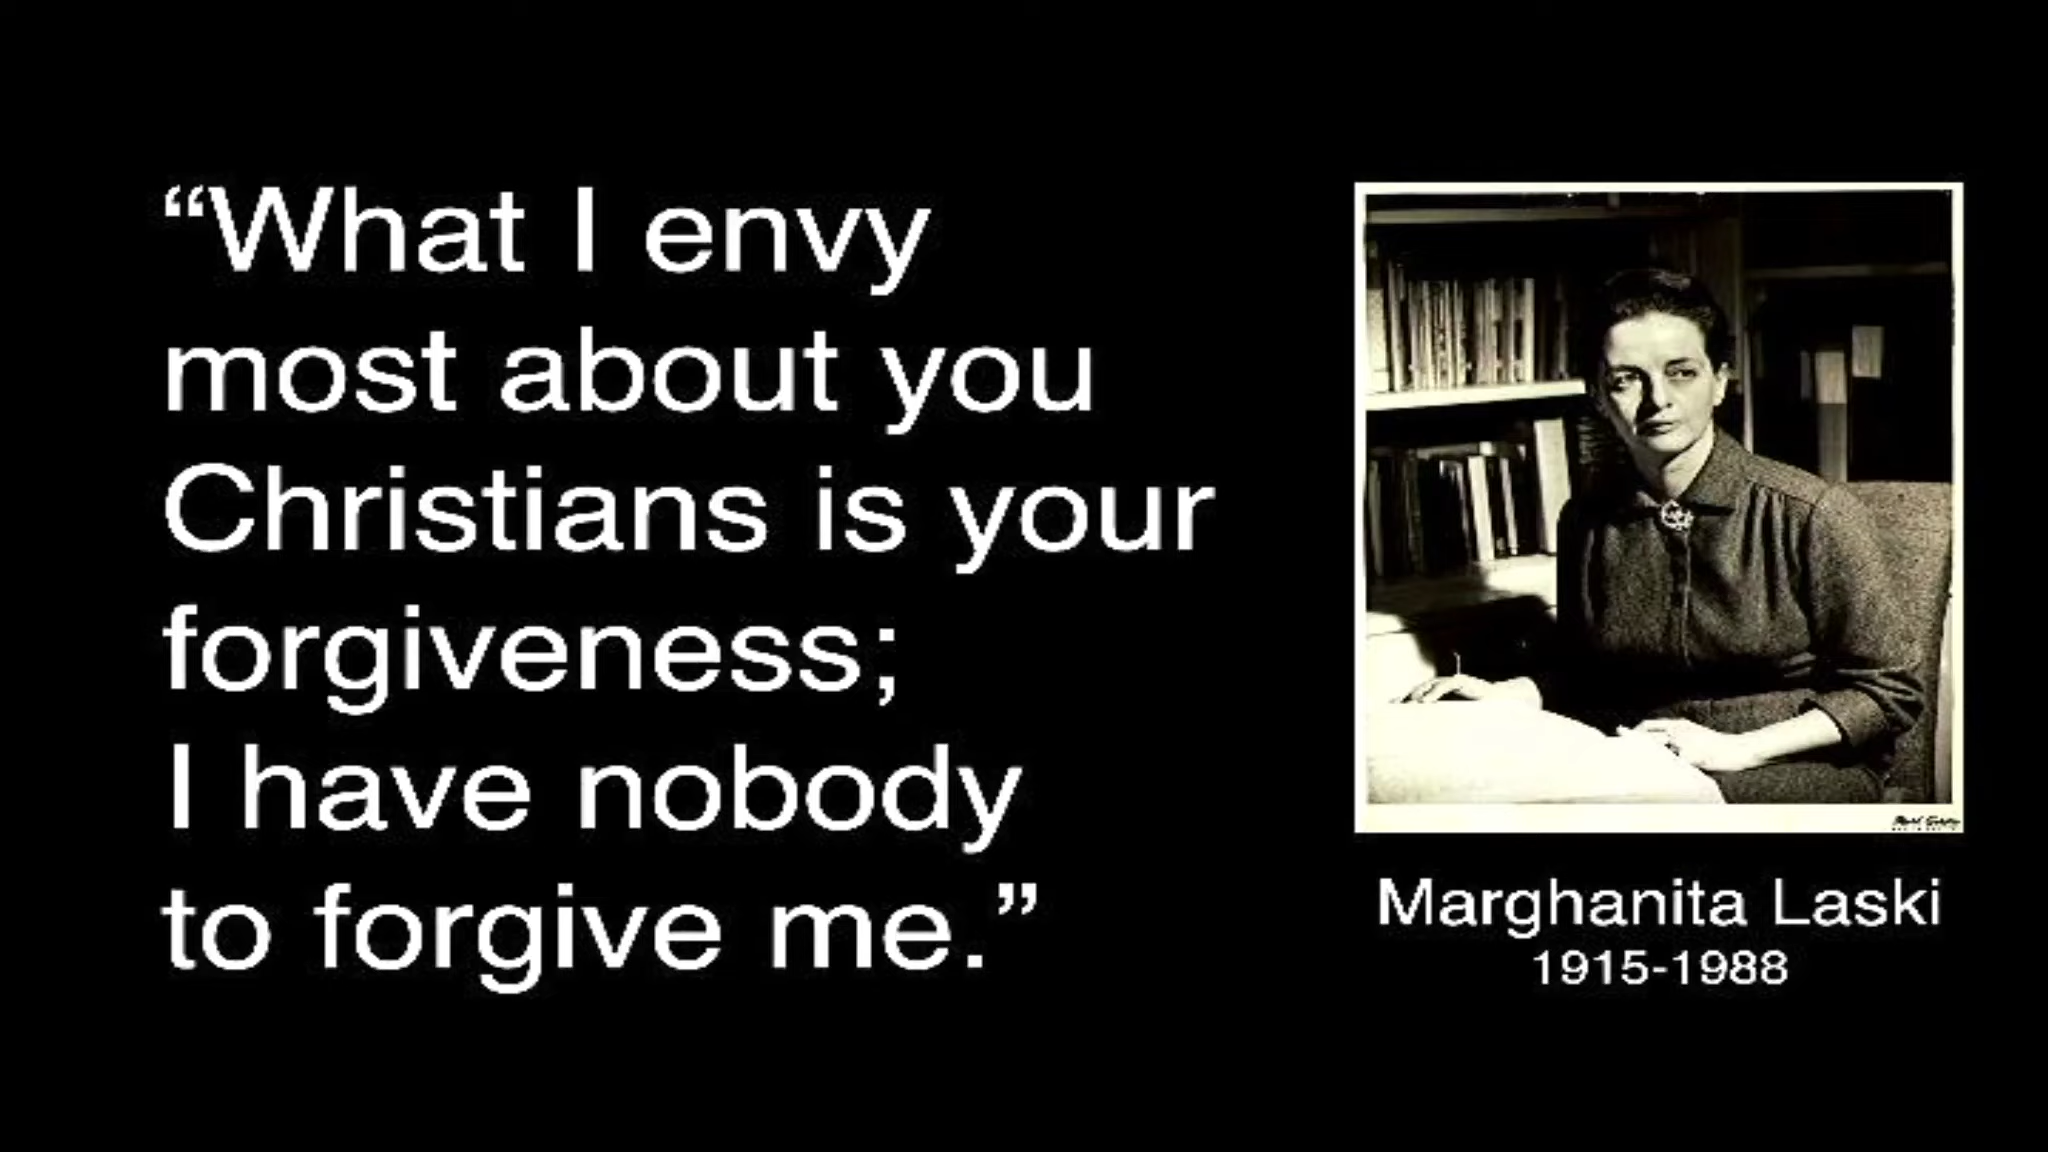 “What I envy
most about you
Christians is your
forgiveness;
I have nobody
to forgive me.”
Marghanita Laski
1915-1988